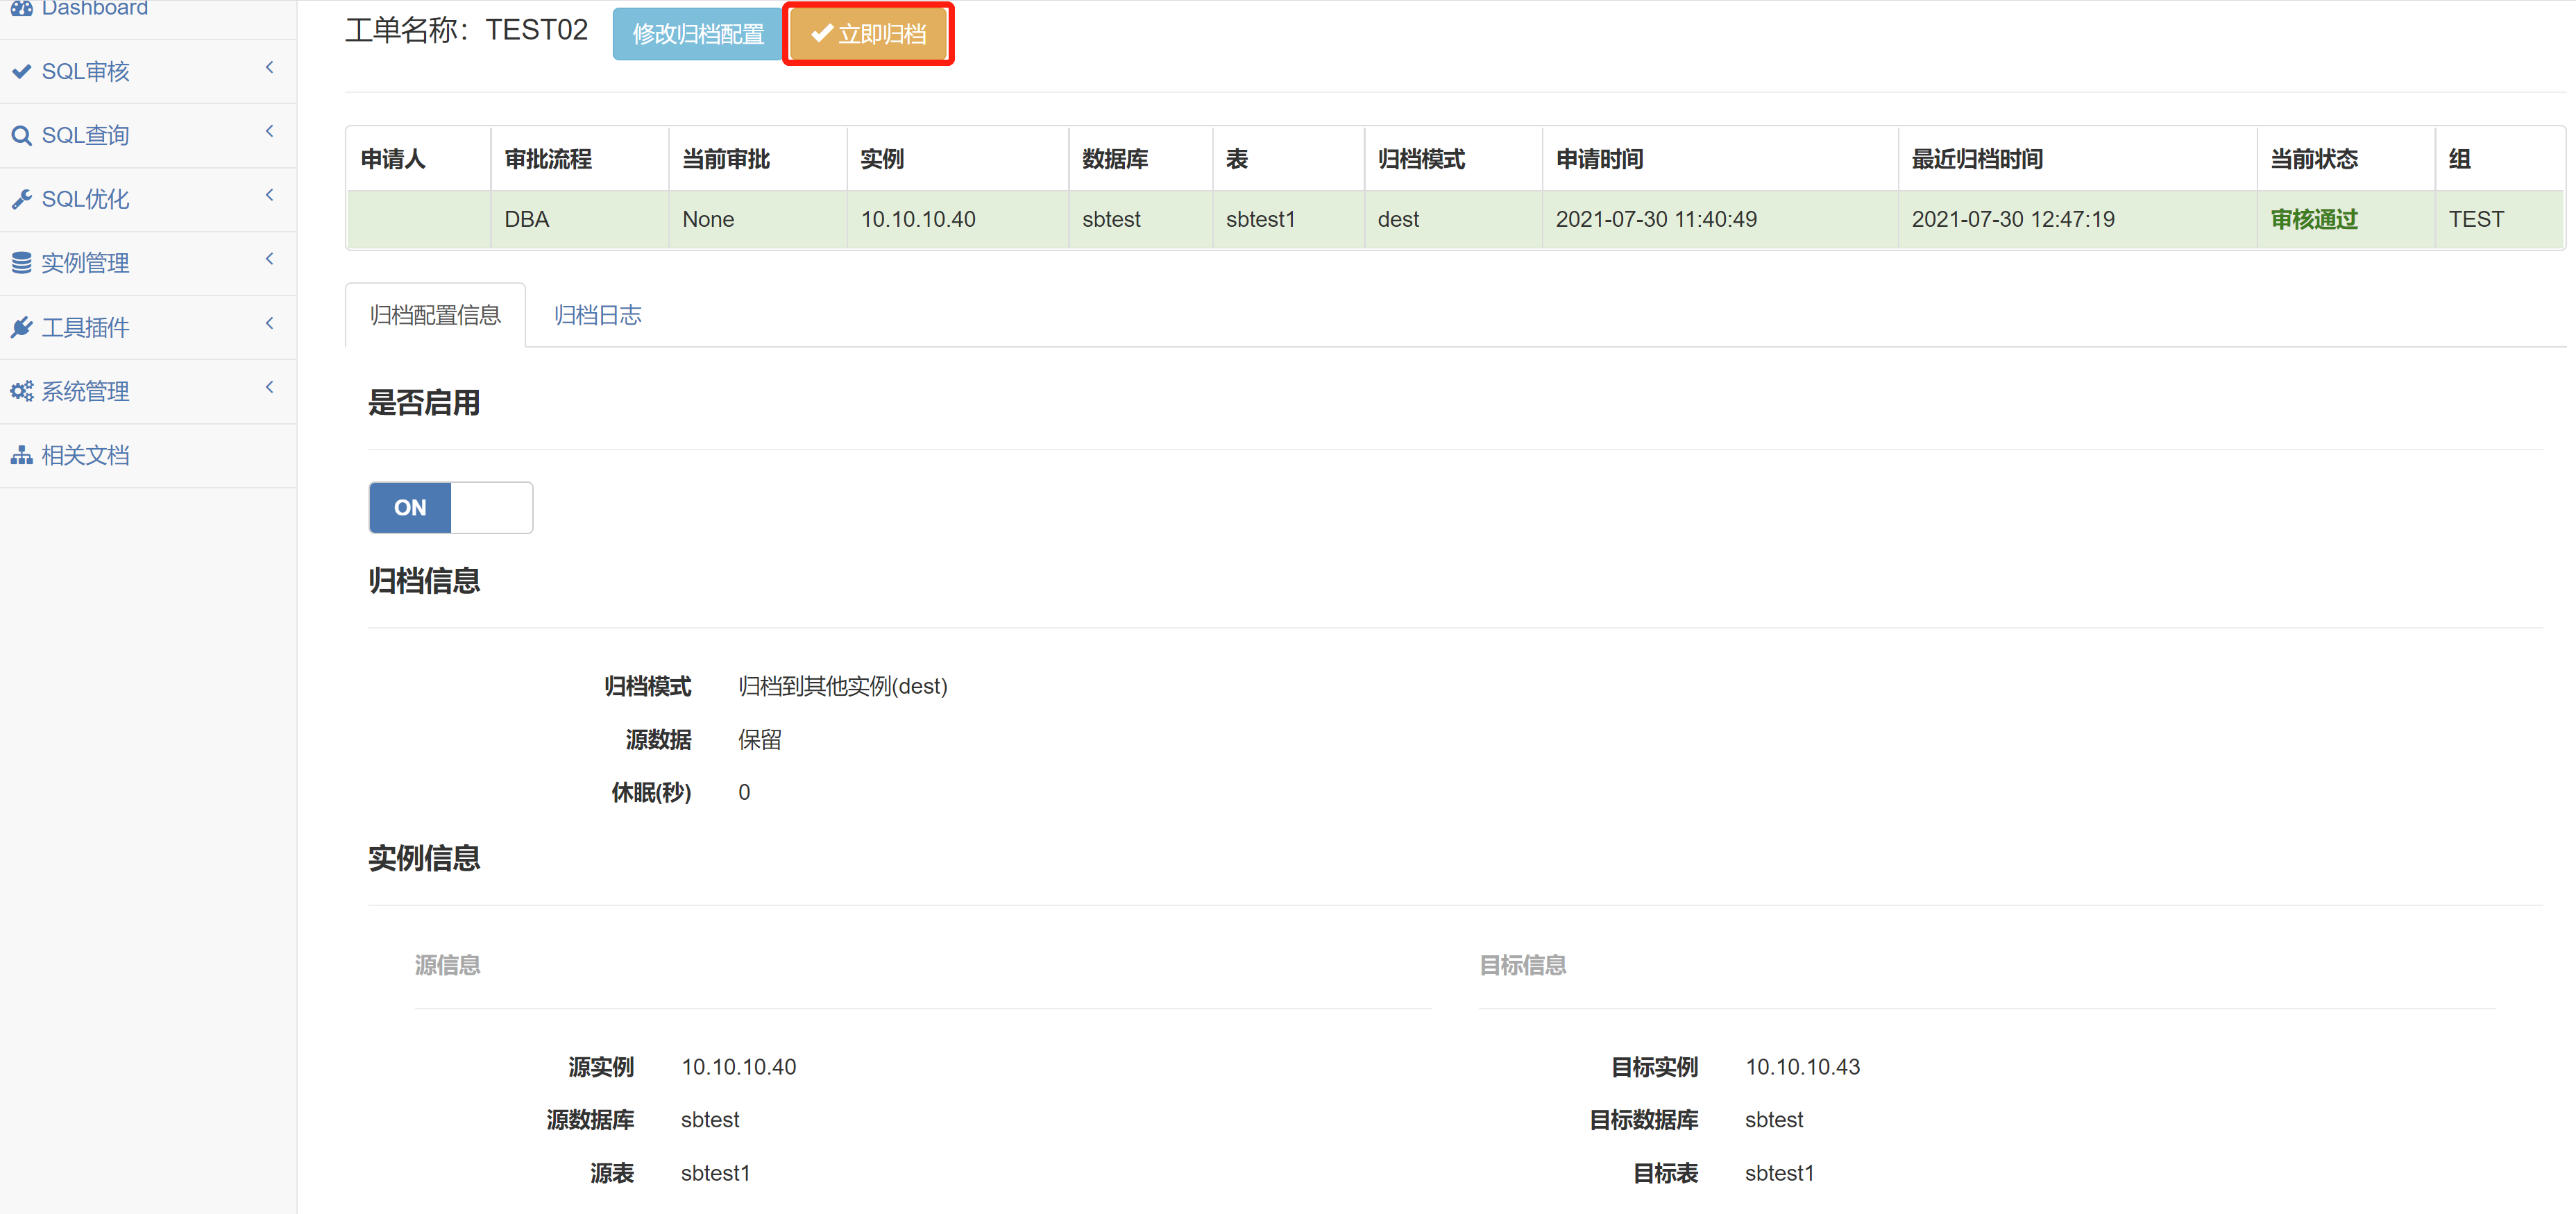 Dashboard
SQL审核
SQL查询
SQL优化
实例管理
工具插件
系统管理
相关文档
工单名称：TEST02 修改归档配置 立即归档
申请人 审批流程 当前审批 实例 数据库 表 归档模式 申请时间 最近归档时间 当前状态 组
DBA None 10.10.10.40 sbtest sbtest1 dest 2021-07-30 11:40:49 2021-07-30 12:47:19 审核通过 TEST
归档配置信息 归档日志
是否启用
ON
归档信息
归档模式 归档到其他实例(dest)
源数据 保留
休眠(秒) 0
实例信息
源信息
源实例 10.10.10.40
源数据库 sbtest
源表 sbtest1
目标信息
目标实例 10.10.10.43
目标数据库 sbtest
目标表 sbtest1